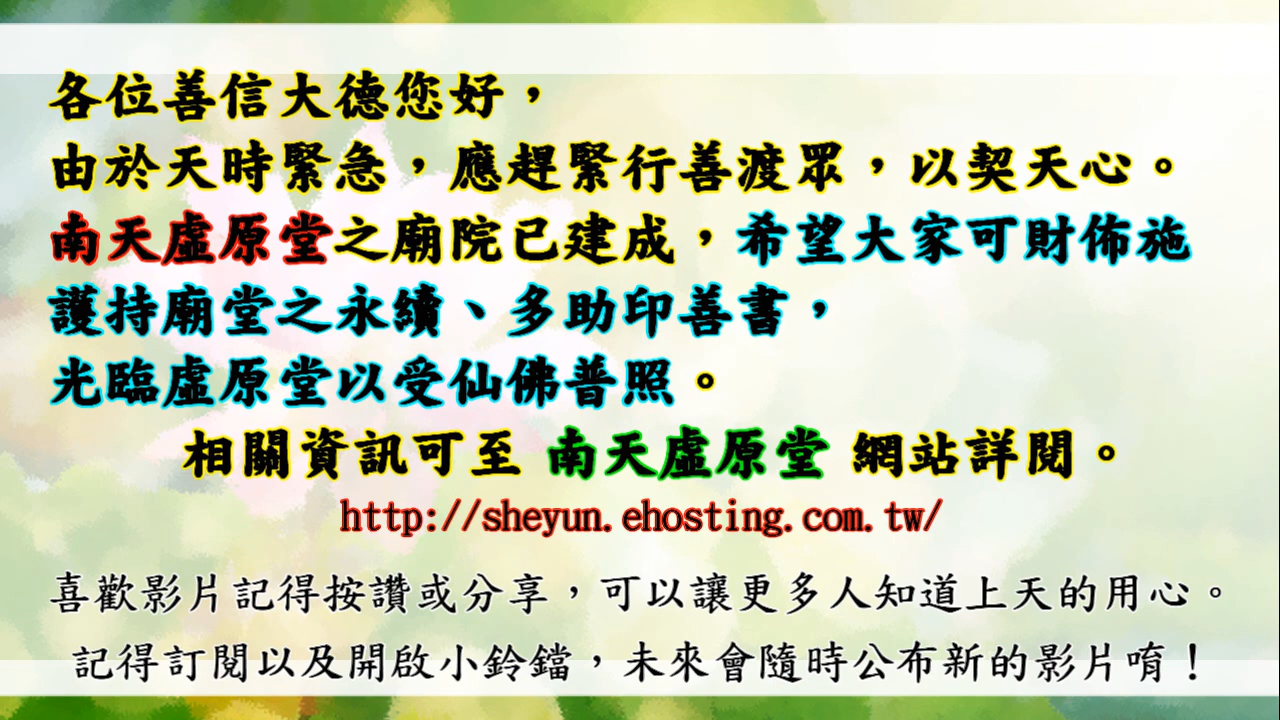 各位善信大德您好，
由於天時緊急，應趕緊行善渡眾，以契天心。
南天虛原堂之廟院已建成，希望大家可財佈施
護持廟堂之永續、多助印善書，
光臨虛原堂以受仙佛普照。
相關資訊可至 南天虛原堂 網站詳閱。
http://sheyun.ehosting.com.tw/
喜歡影片記得按讚或分享，可以讓更多人知道上天的用心。
記得訂閱以及開啟小鈴鐺，未來會隨時公布新的影片唷！